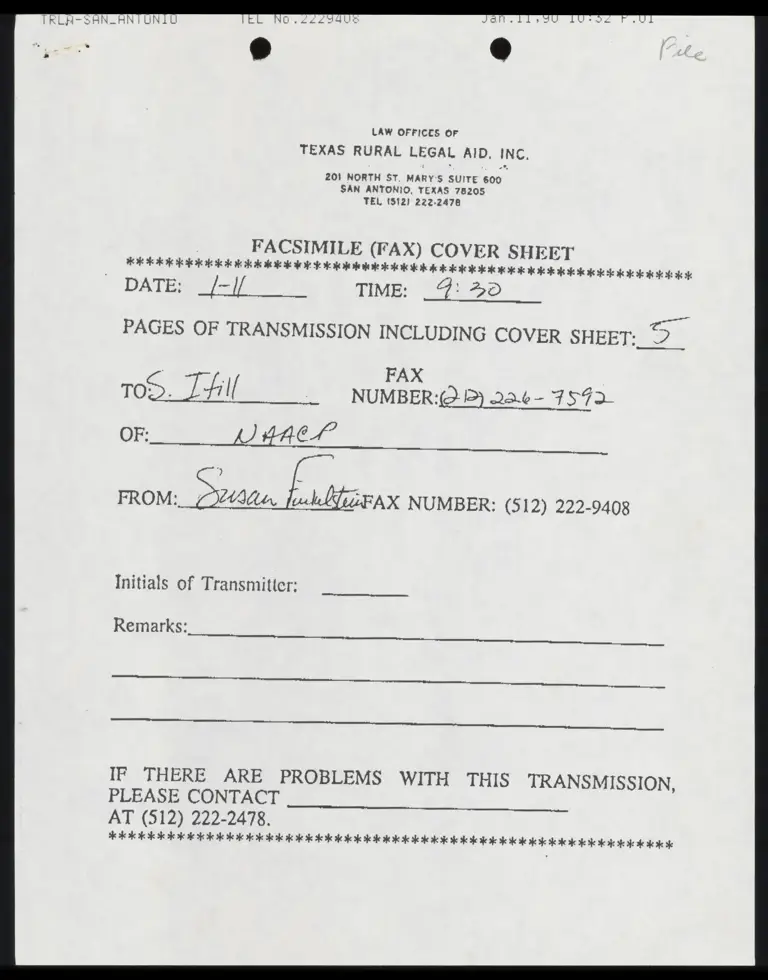 TRLA-SAN_ANTONIO TEL No.2229408 Jan.11.90 10:32 P.01
File
LAW OFFICES OF
TEXAS RURAL LEGAL AID, INC.
201 NORTH ST. MARY'S SUITE 600
SAN ANTONIO, TEXAS 78205
TEL (512) 222-2478
FACSIMILE (FAX) COVER SHEET
************************************************************
DATE: 1-11 TIME: 9:30
PAGES OF TRANSMISSION INCLUDING COVER SHEET: 5
TO: S. Ifill FAX NUMBER: (212) 226-7592
OF: NAACP
FROM: Susan Finkelstein FAX NUMBER: (512) 222-9408
Initials of Transmitter:
Remarks:
IF THERE ARE PROBLEMS WITH THIS TRANSMISSION,
PLEASE CONTACT
AT (512) 222-2478.
************************************************************